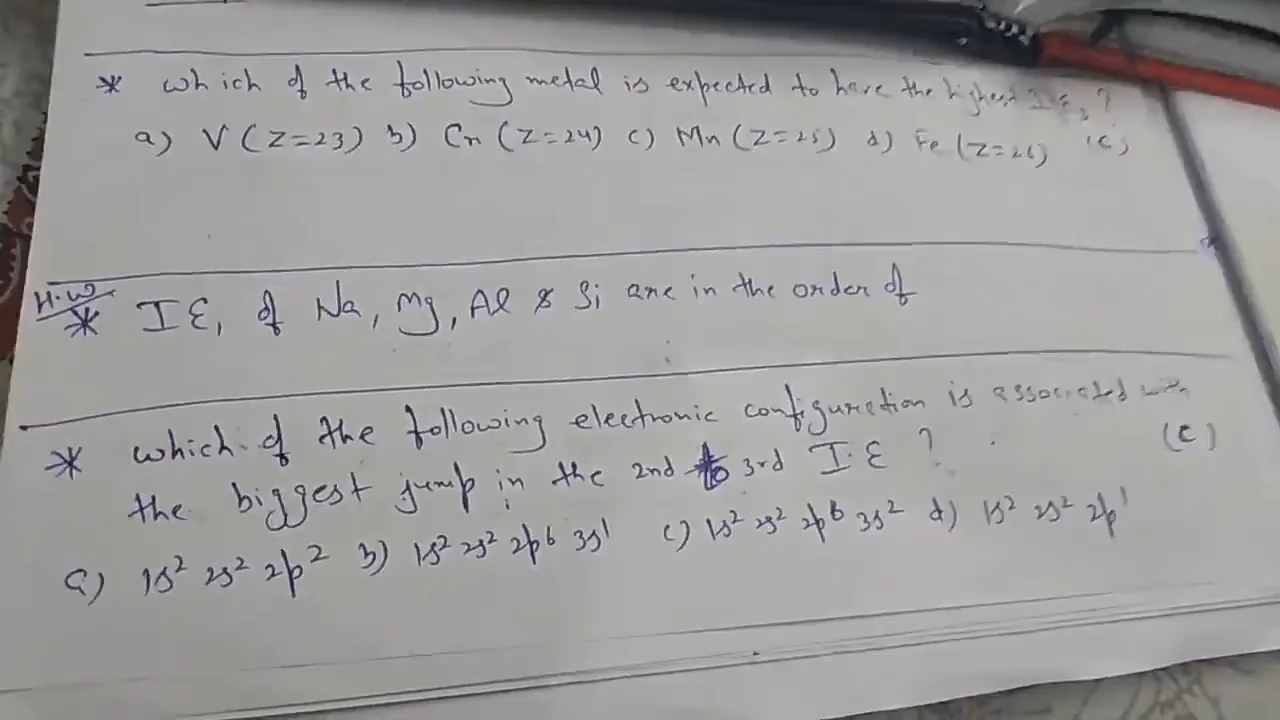 * which of the following metal is expected to have the highest I.E₃ ?
a) V (Z=23) b) Cr (Z=24) c) Mn (Z=25) d) Fe (Z=26) (C)
H.W
* IE₁ of Na, Mg, Al & Si are in the order of
* which of the following electronic configuration is associated with
the biggest jump in the 2nd to 3rd I.E ? (C)
a) 1s² 2s² 2p² b) 1s² 2s² 2p⁶ 3s¹ c) 1s² 2s² 2p⁶ 3s² d) 1s² 2s² 2p¹